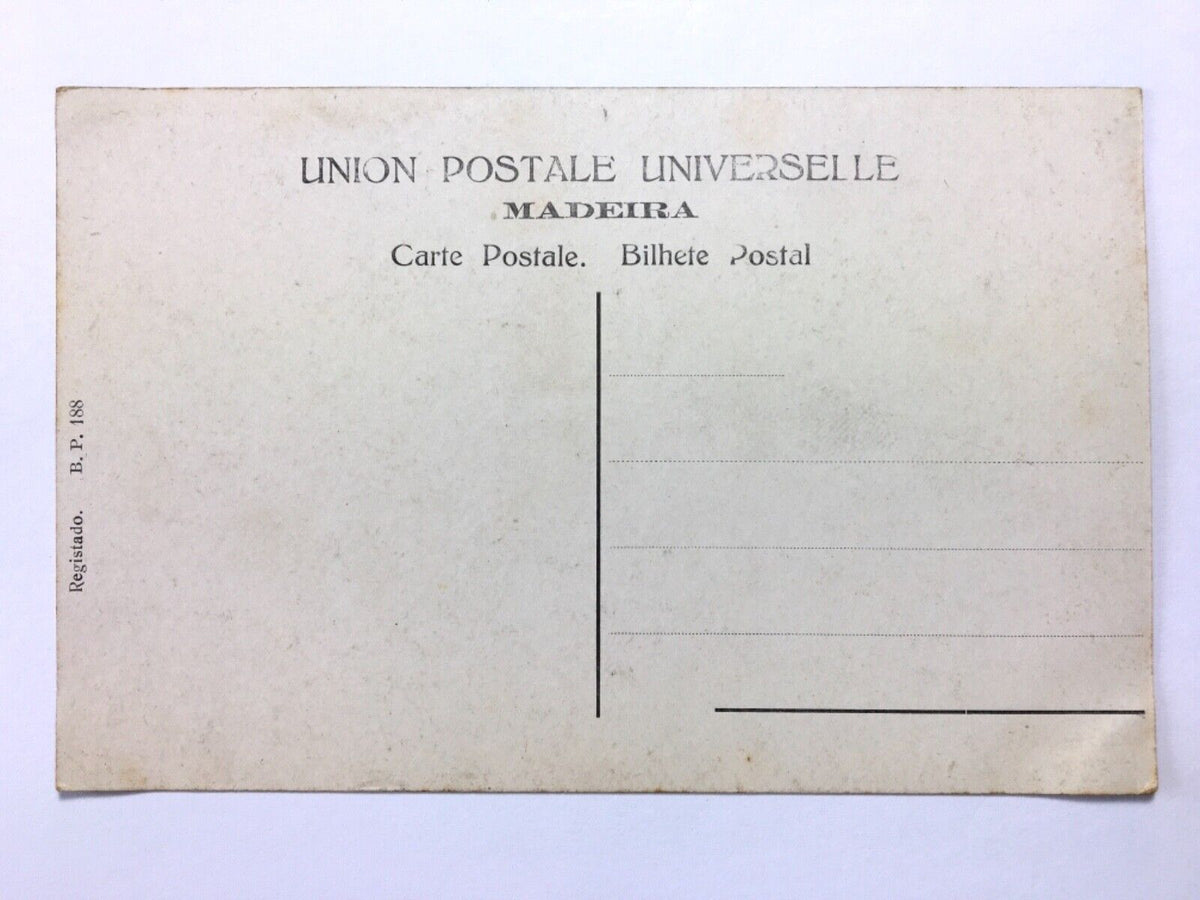 UNION POSTALE UNIVERSELLE
MADEIRA
Carte Postale. Bilhete Postal
Registado. B. P. 188